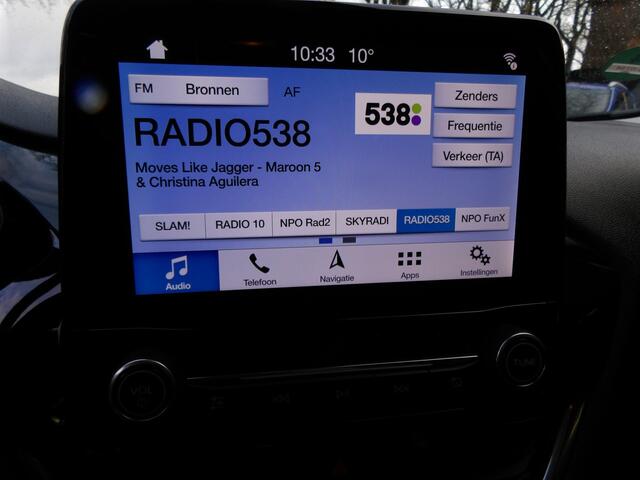 10:33 10°
FM Bronnen AF
538
Zenders
RADIO538
Frequentie
Moves Like Jagger - Maroon 5
& Christina Aguilera
Verkeer (TA)
SLAM! RADIO 10 NPO Rad2 SKYRADI RADIO538 NPO FunX
Audio Telefoon Navigatie Apps Instellingen
VOL TUNE